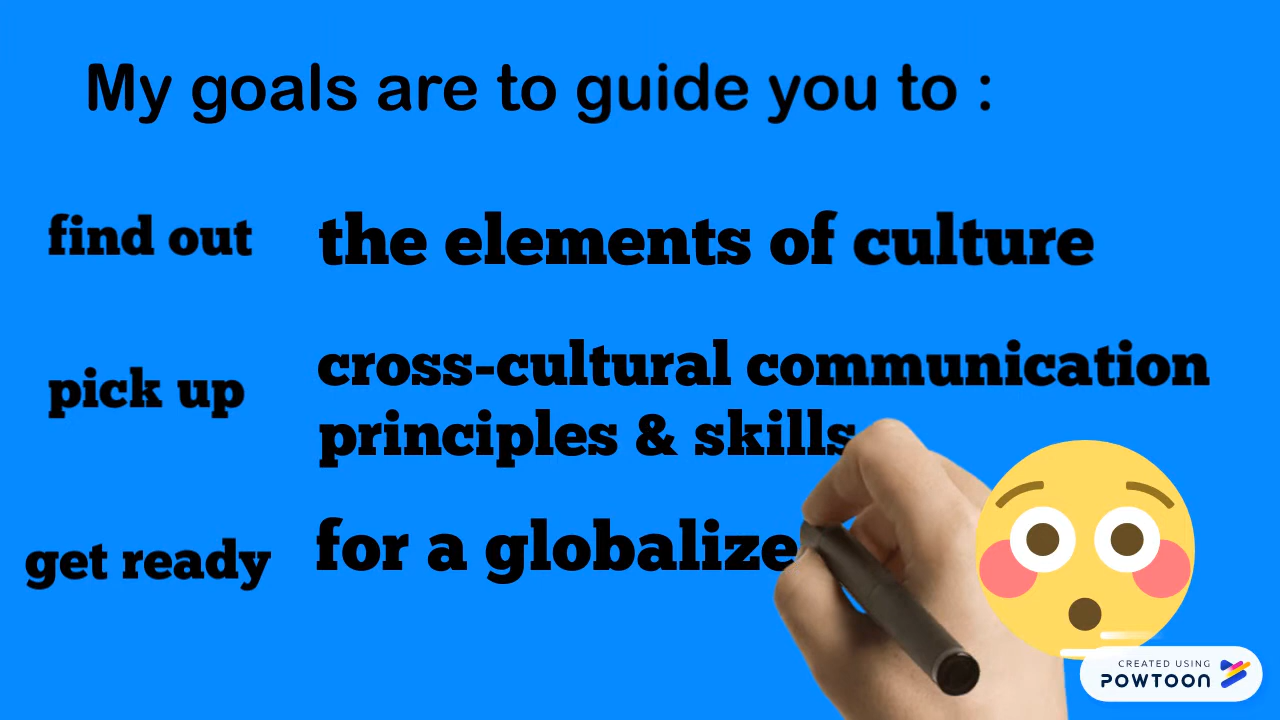 My goals are to guide you to :
find out the elements of culture
pick up cross-cultural communication
principles & skills
get ready for a globalize
CREATED USING
POWTOON